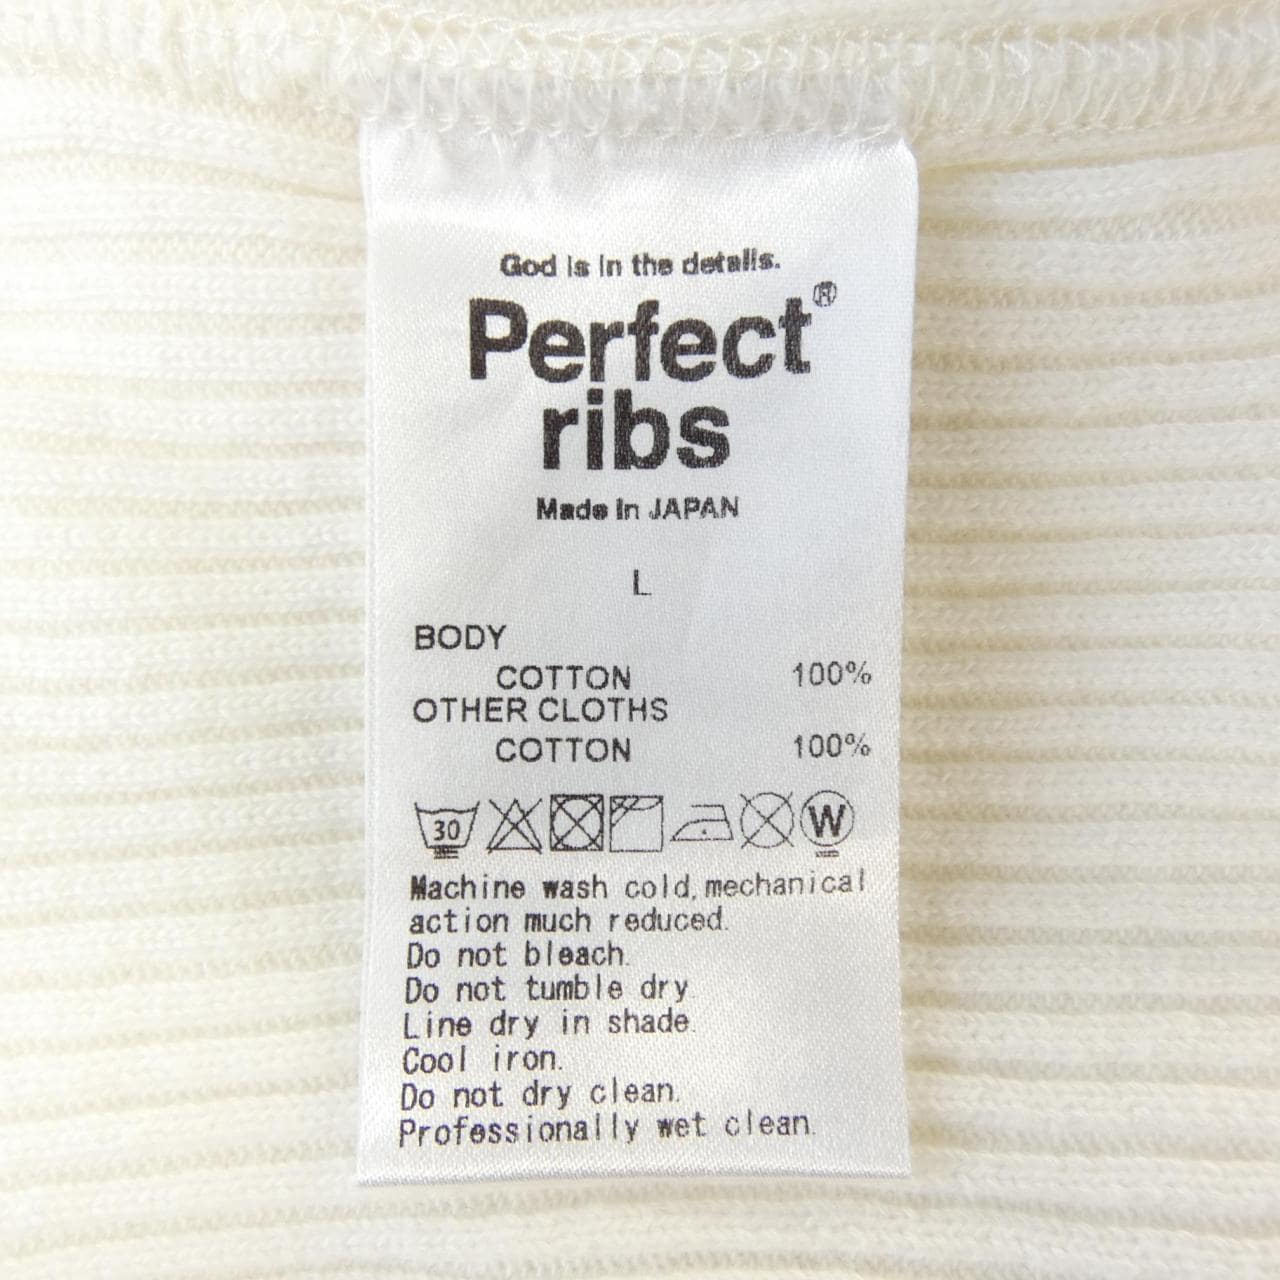 God is in the details.
Perfect®
ribs
Made in JAPAN
L
BODY
COTTON 100%
OTHER CLOTHS
COTTON 100%
30 W
Machine wash cold, mechanical
action much reduced.
Do not bleach.
Do not tumble dry.
Line dry in shade.
Cool iron.
Do not dry clean.
Professionally wet clean.